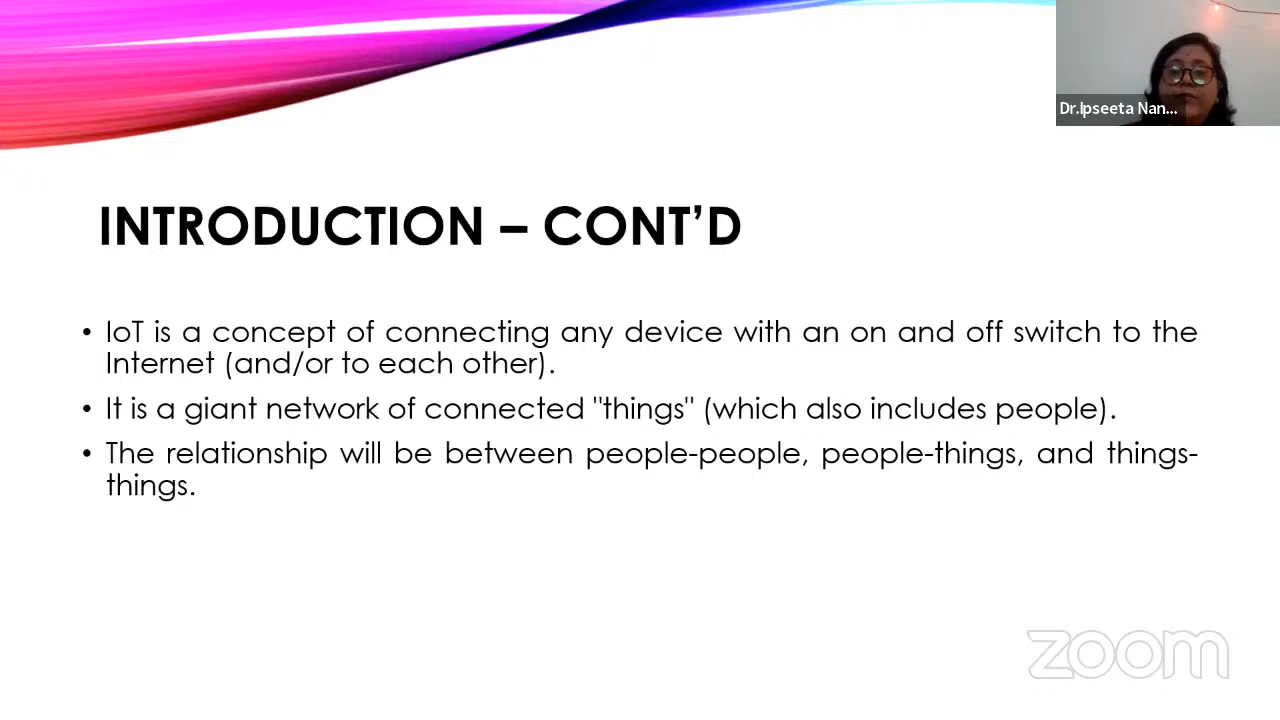 Dr.Ipseeta Nan...
INTRODUCTION – CONT’D
• IoT is a concept of connecting any device with an on and off switch to the
Internet (and/or to each other).
• It is a giant network of connected "things" (which also includes people).
• The relationship will be between people-people, people-things, and things-
things.
zoom